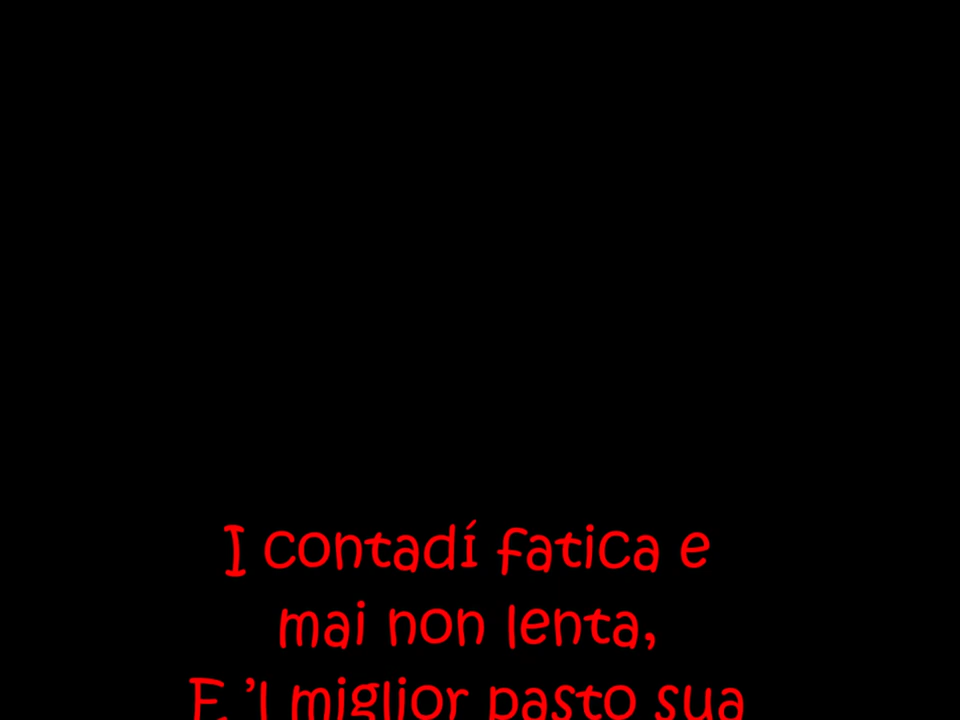 I contadí fatica e
mai non lenta,
E ’l miglior pasto sua